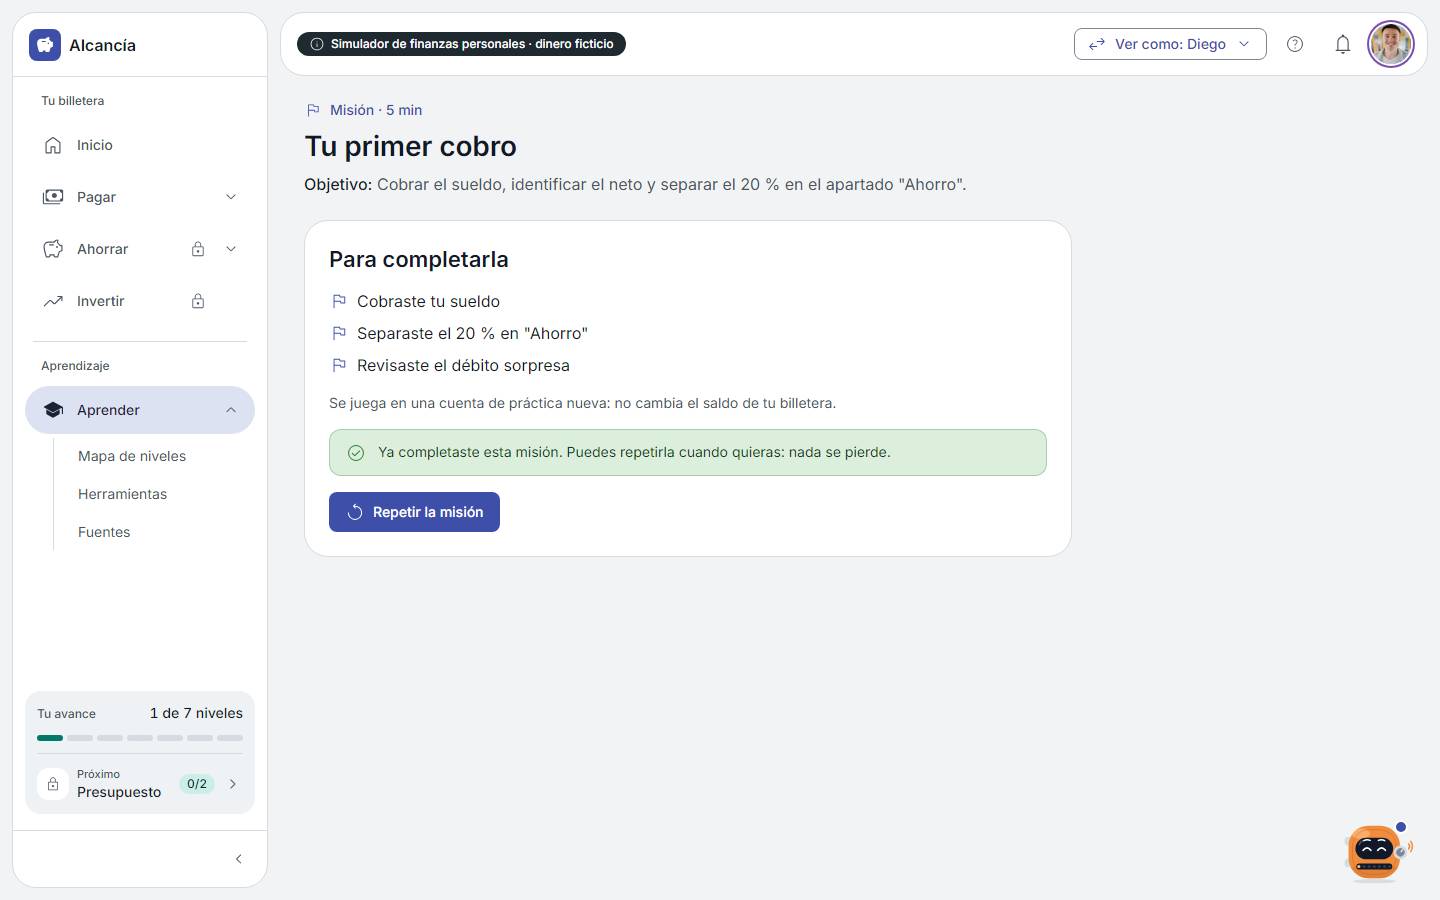 Alcancía
Simulador de finanzas personales · dinero ficticio
Ver como: Diego
Tu billetera
Inicio
Pagar
Ahorrar
Invertir
Aprendizaje
Aprender
Mapa de niveles
Herramientas
Fuentes
Tu avance
1 de 7 niveles
Próximo
Presupuesto
0/2
Misión · 5 min
Tu primer cobro
Objetivo: Cobrar el sueldo, identificar el neto y separar el 20 % en el apartado "Ahorro".
Para completarla
Cobraste tu sueldo
Separaste el 20 % en "Ahorro"
Revisaste el débito sorpresa
Se juega en una cuenta de práctica nueva: no cambia el saldo de tu billetera.
Ya completaste esta misión. Puedes repetirla cuando quieras: nada se pierde.
Repetir la misión